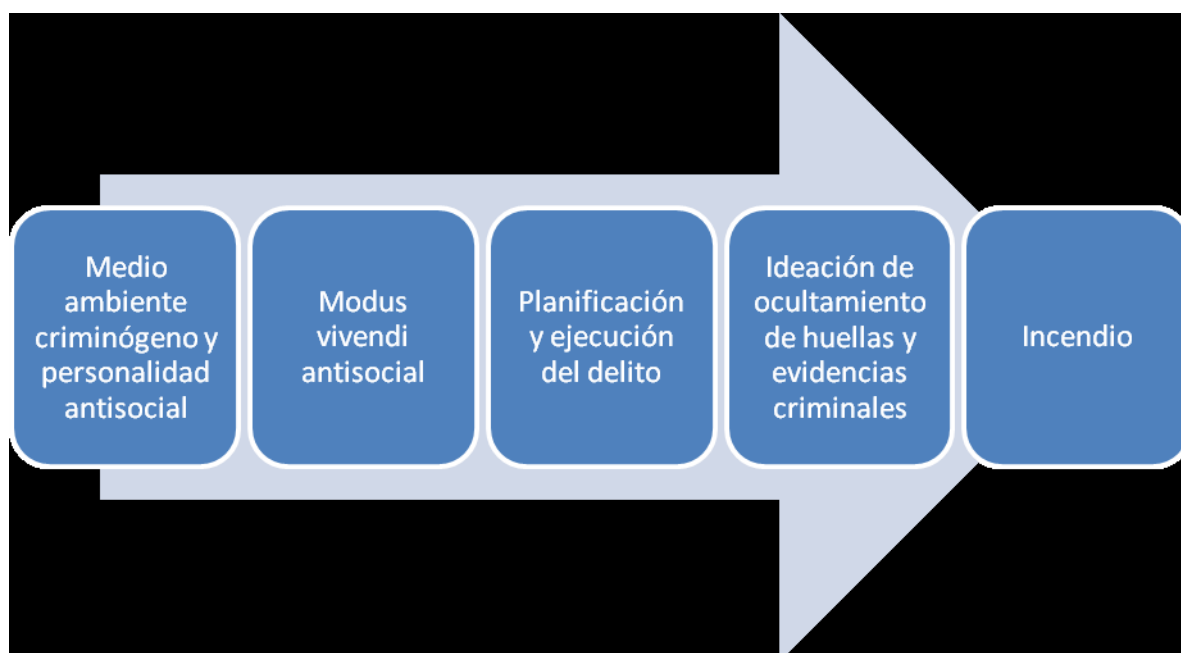 Medio
ambiente
criminógeno y
personalidad
antisocial
Modus
vivendi
antisocial
Planificación
y ejecución
del delito
Ideación de
ocultamiento
de huellas y
evidencias
criminales
Incendio